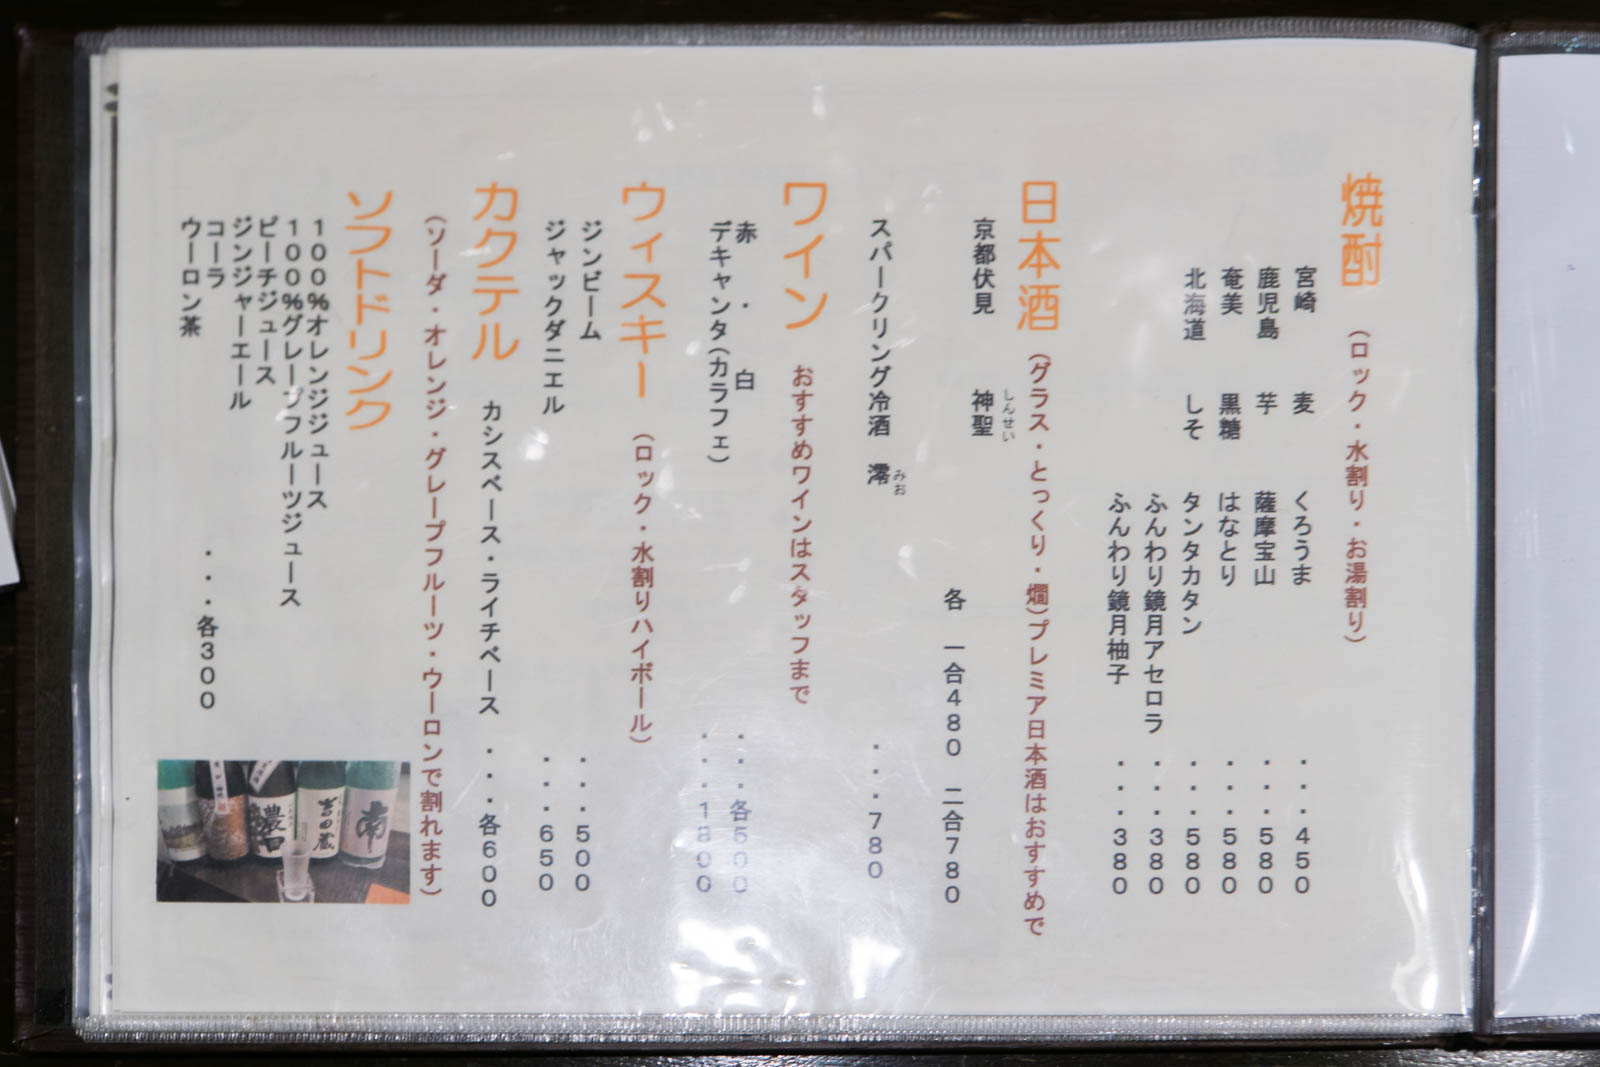 焼酎 (ロック・水割り・お湯割り)
宮崎 麦 くろうま ・・・450
鹿児島 芋 薩摩宝山 ・・・580
奄美 黒糖 はなとり ・・・580
北海道 しそ タンタカタン ・・・580
ふんわり鏡月アセロラ ・・・380
ふんわり鏡月柚子 ・・・380
日本酒 (グラス・とっくり・燗)プレミア日本酒はおすすめで
しんせい
京都伏見 神聖
各 一合480 二合780
みお
スパークリング冷酒 澪 ・・・780
ワイン おすすめワインはスタッフまで
赤・白 ・・・各500
デキャンタ(カラフェ) ・・・1800
ウィスキー (ロック・水割りハイボール)
ジンビーム ・・・500
ジャックダニエル ・・・650
カクテル カシスベース・ライチベース ・・・各600
(ソーダ・オレンジ・グレープフルーツ・ウーロンで割れます)
ソフトドリンク
100%オレンジジュース
100%グレープフルーツジュース
ピーチジュース
ジンジャーエール
コーラ
ウーロン茶 ・・・各300
農口
吉田蔵
南